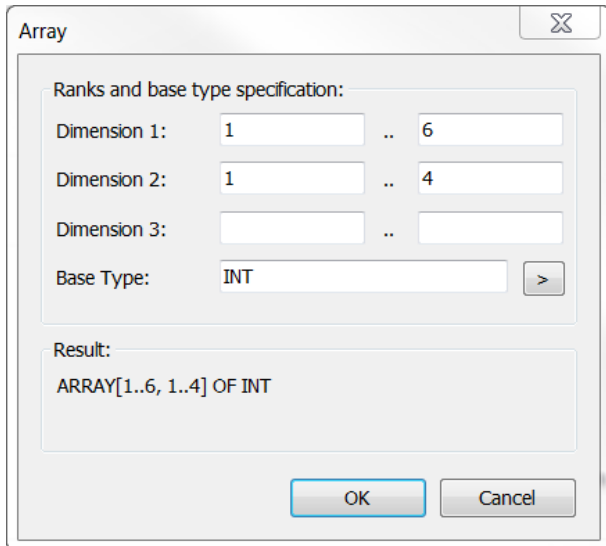 Array
Ranks and base type specification:
Dimension 1: 1 .. 6
Dimension 2: 1 .. 4
Dimension 3: ..
Base Type: INT >
Result:
ARRAY[1..6, 1..4] OF INT
OK Cancel